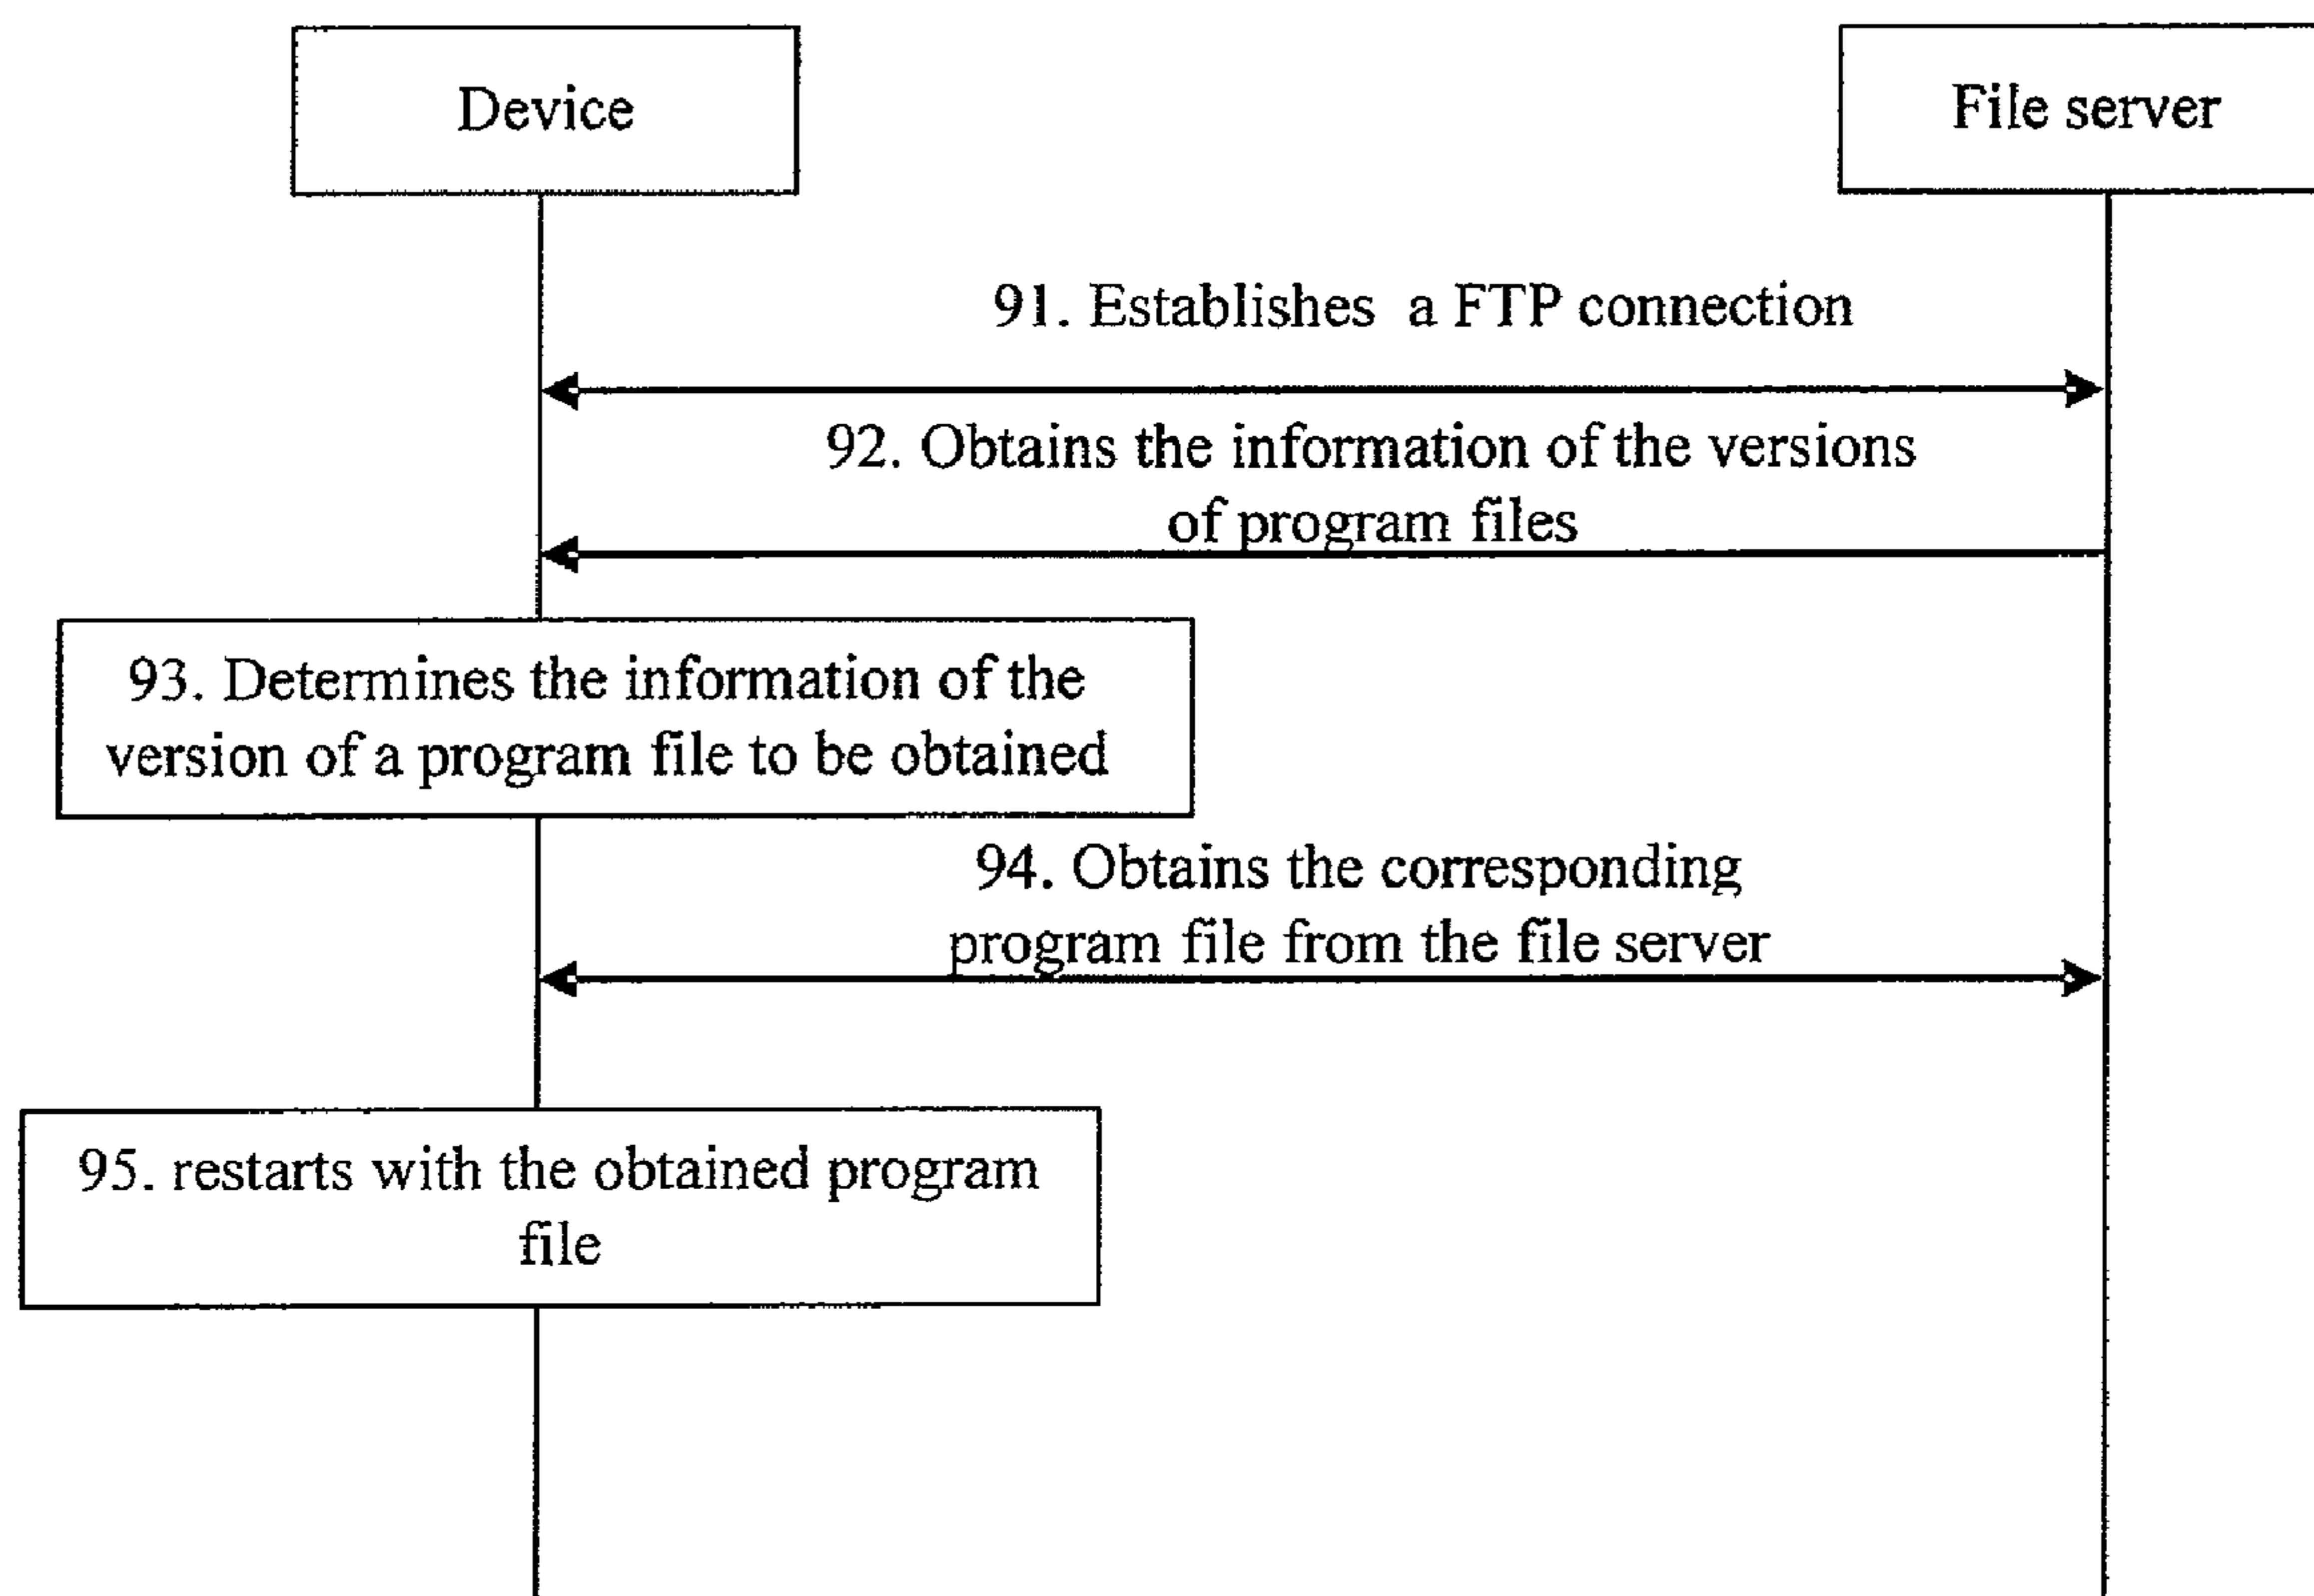 Device
File server
91. Establishes a FTP connection
92. Obtains the information of the versions
of program files
93. Determines the information of the
version of a program file to be obtained
94. Obtains the corresponding
program file from the file server
95. restarts with the obtained program
file